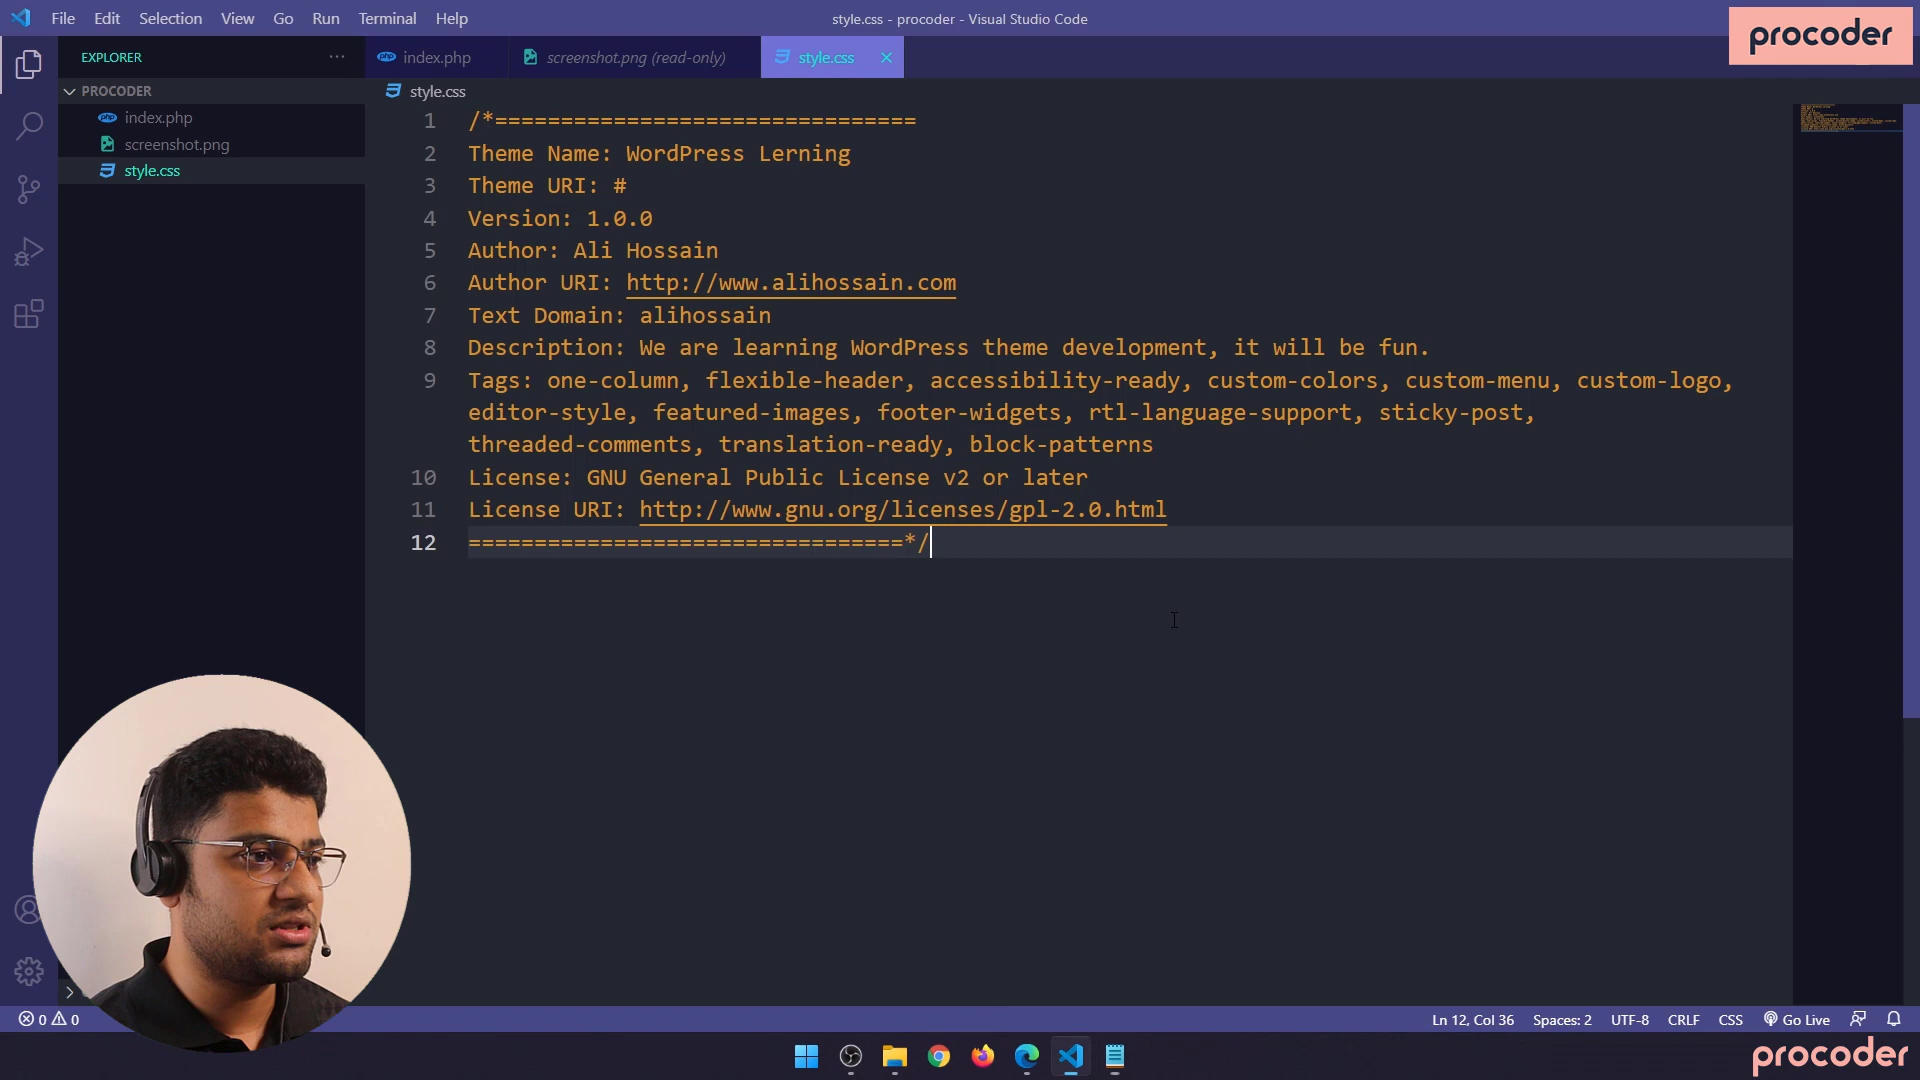 File Edit Selection View Go Run Terminal Help
style.css - procoder - Visual Studio Code
procoder
EXPLORER
index.php
screenshot.png (read-only)
style.css
PROCODER
index.php
screenshot.png
style.css
style.css
1 /*================================
2 Theme Name: WordPress Lerning
3 Theme URI: #
4 Version: 1.0.0
5 Author: Ali Hossain
6 Author URI: http://www.alihossain.com
7 Text Domain: alihossain
8 Description: We are learning WordPress theme development, it will be fun.
9 Tags: one-column, flexible-header, accessibility-ready, custom-colors, custom-menu, custom-logo,
editor-style, featured-images, footer-widgets, rtl-language-support, sticky-post,
threaded-comments, translation-ready, block-patterns
10 License: GNU General Public License v2 or later
11 License URI: http://www.gnu.org/licenses/gpl-2.0.html
12 =================================*/
0 0
Ln 12, Col 36 Spaces: 2 UTF-8 CRLF CSS Go Live
procoder